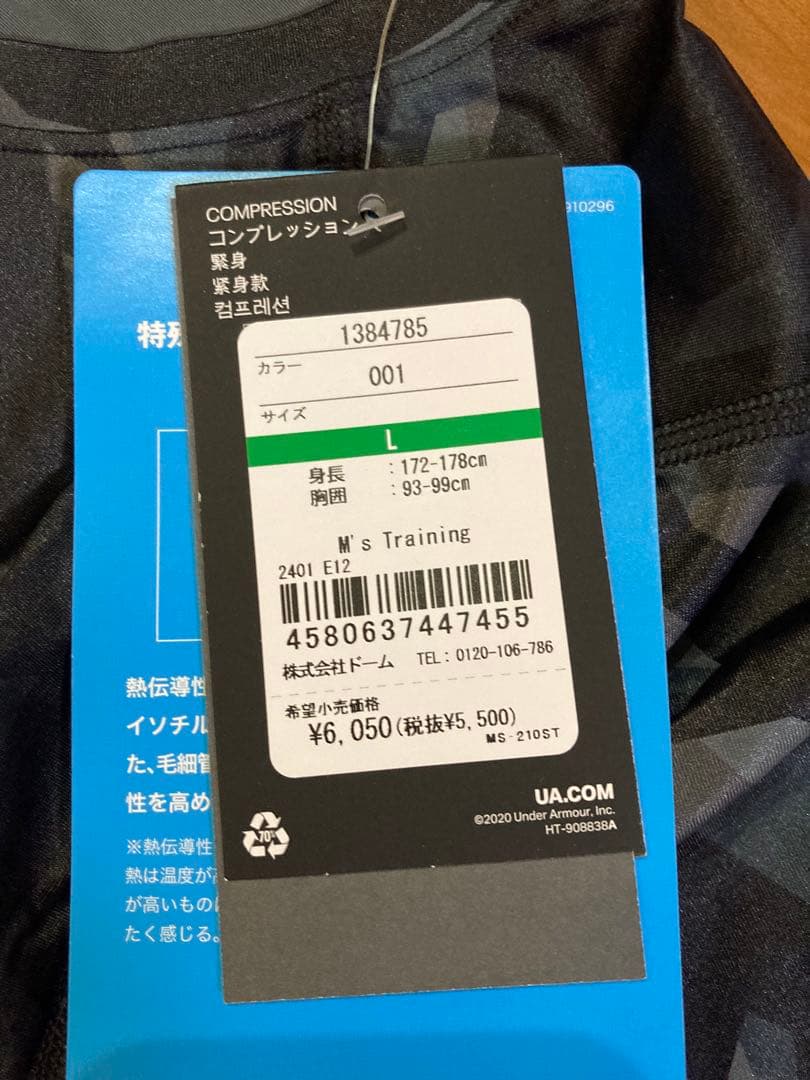 COMPRESSION
コンプレッション
緊身
紧身款
컴프레션
910296
特殊
1384785
カラー
001
サイズ
L
身長 : 172-178cm
胸囲 : 93-99cm
M's Training
2401 E12
4580637447455
株式会社ドーム TEL: 0120-106-786
希望小売価格
¥6,050(税抜¥5,500)
MS-210ST
UA.COM
©2020 Under Armour, Inc.
HT-908838A
70%
熱伝導性
イソチル
た、毛細管
性を高め
※熱伝導性
熱は温度が高
が高いものに
たく感じる。